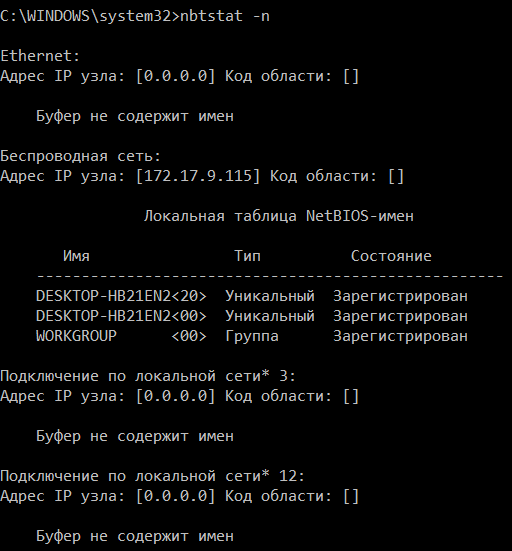 C:\WINDOWS\system32>nbtstat -n
Ethernet:
Адрес IP узла: [0.0.0.0] Код области: []
Буфер не содержит имен
Беспроводная сеть:
Адрес IP узла: [172.17.9.115] Код области: []
Локальная таблица NetBIOS-имен
Имя Тип Состояние
----------------------------------------------------
DESKTOP-HB21EN2<20> Уникальный Зарегистрирован
DESKTOP-HB21EN2<00> Уникальный Зарегистрирован
WORKGROUP <00> Группа Зарегистрирован
Подключение по локальной сети* 3:
Адрес IP узла: [0.0.0.0] Код области: []
Буфер не содержит имен
Подключение по локальной сети* 12:
Адрес IP узла: [0.0.0.0] Код области: []
Буфер не содержит имен